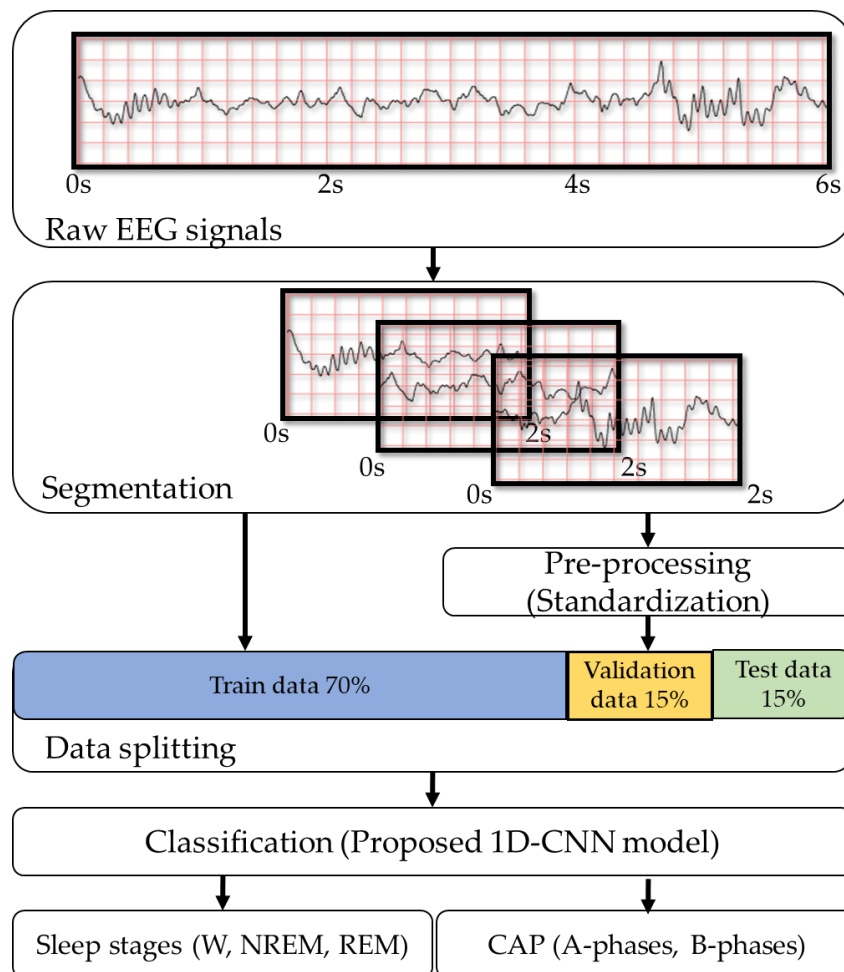 0s 2s 4s 6s
Raw EEG signals
0s 2s
0s 2s
0s 2s
Segmentation
Pre-processing
(Standardization)
Train data 70%
Validation
data 15%
Test data
15%
Data splitting
Classification (Proposed 1D-CNN model)
Sleep stages (W, NREM, REM)
CAP (A-phases, B-phases)